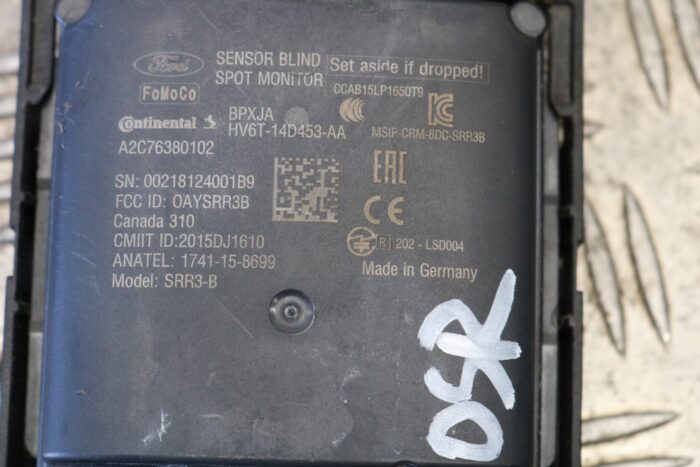 Ford
SENSOR BLIND
SPOT MONITOR
Set aside if dropped!
FoMoCo
CCAB15LP1650T9
Continental
BPXJA
HV6T-14D453-AA
MSIP-CRM-8DC-SRR3B
A2C76380102
SN: 00218124001B9
FCC ID: OAYSRR3B
Canada 310
CMIIT ID:2015DJ1610
ANATEL: 1741-15-8699
Model: SRR3-B
EAC
CE
R 202 - LSD004
Made in Germany
DSR